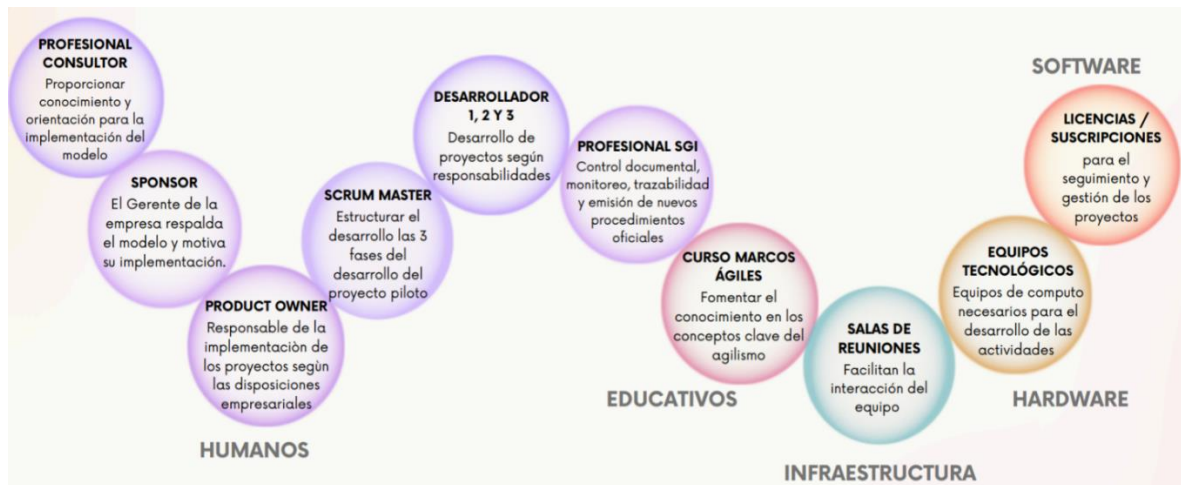 PROFESIONAL
CONSULTOR
Proporcionar
conocimiento y
orientación para la
implementación del
modelo
SPONSOR
El Gerente de la
empresa respalda
el modelo y motiva
su implementación.
PRODUCT OWNER
Responsable de la
implementaciòn de
los proyectos segùn
las disposiciones
empresariales
HUMANOS
SCRUM MASTER
Estructurar el
desarrollo las 3
fases del
desarrollo del
proyecto piloto
DESARROLLADOR
1, 2 Y 3
Desarrollo de
proyectos según
responsabilidades
PROFESIONAL SGI
Control documental,
monitoreo, trazabilidad
y emisión de nuevos
procedimientos
oficiales
CURSO MARCOS
ÁGILES
Fomentar el
conocimiento en los
conceptos clave del
agilismo
EDUCATIVOS
SALAS DE
REUNIONES
Facilitan la
interacción del
equipo
INFRAESTRUCTURA
EQUIPOS
TECNOLÓGICOS
Equipos de computo
necesarios para el
desarrollo de las
actividades
HARDWARE
SOFTWARE
LICENCIAS /
SUSCRIPCIONES
para el
seguimiento y
gestión de los
proyectos